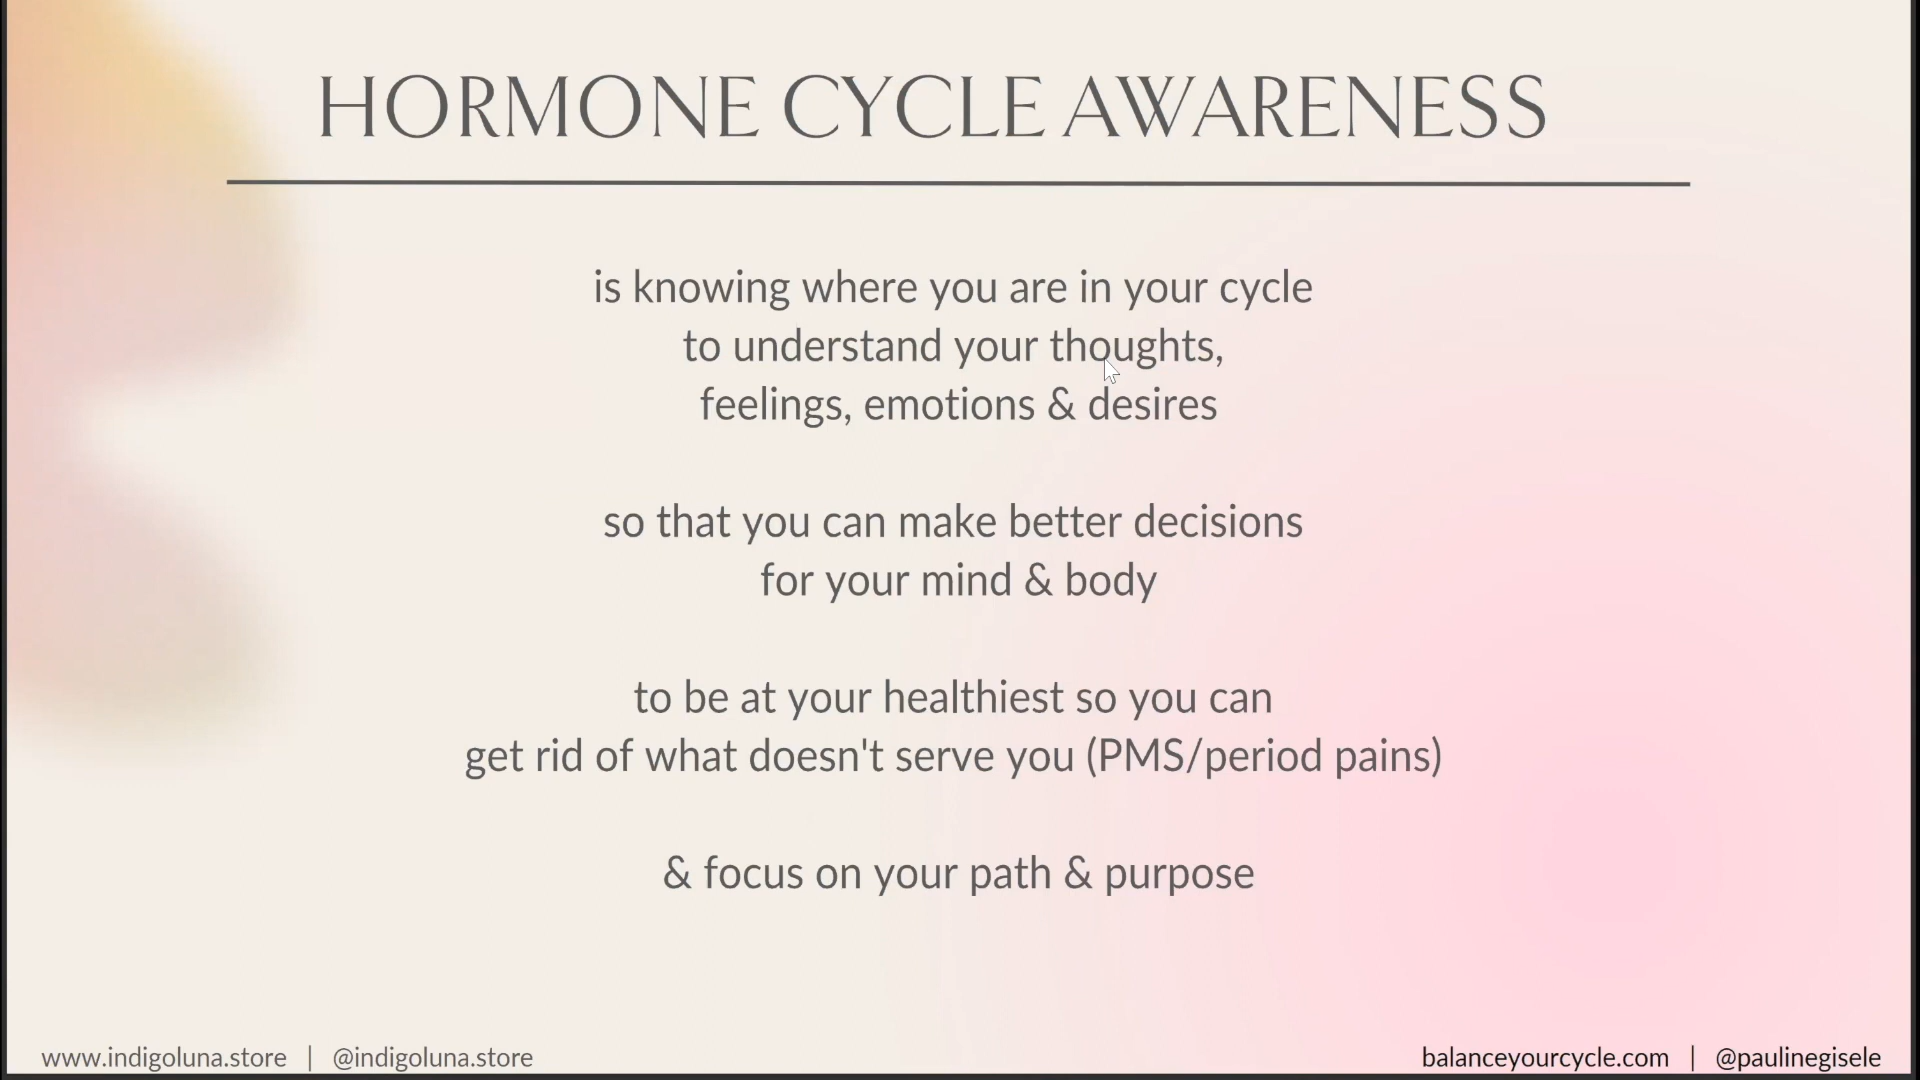 HORMONE CYCLE AWARENESS
is knowing where you are in your cycle
to understand your thoughts,
feelings, emotions & desires
so that you can make better decisions
for your mind & body
to be at your healthiest so you can
get rid of what doesn't serve you (PMS/period pains)
& focus on your path & purpose
www.indigoluna.store | @indigoluna.store
balanceyourcycle.com | @paulinegisele